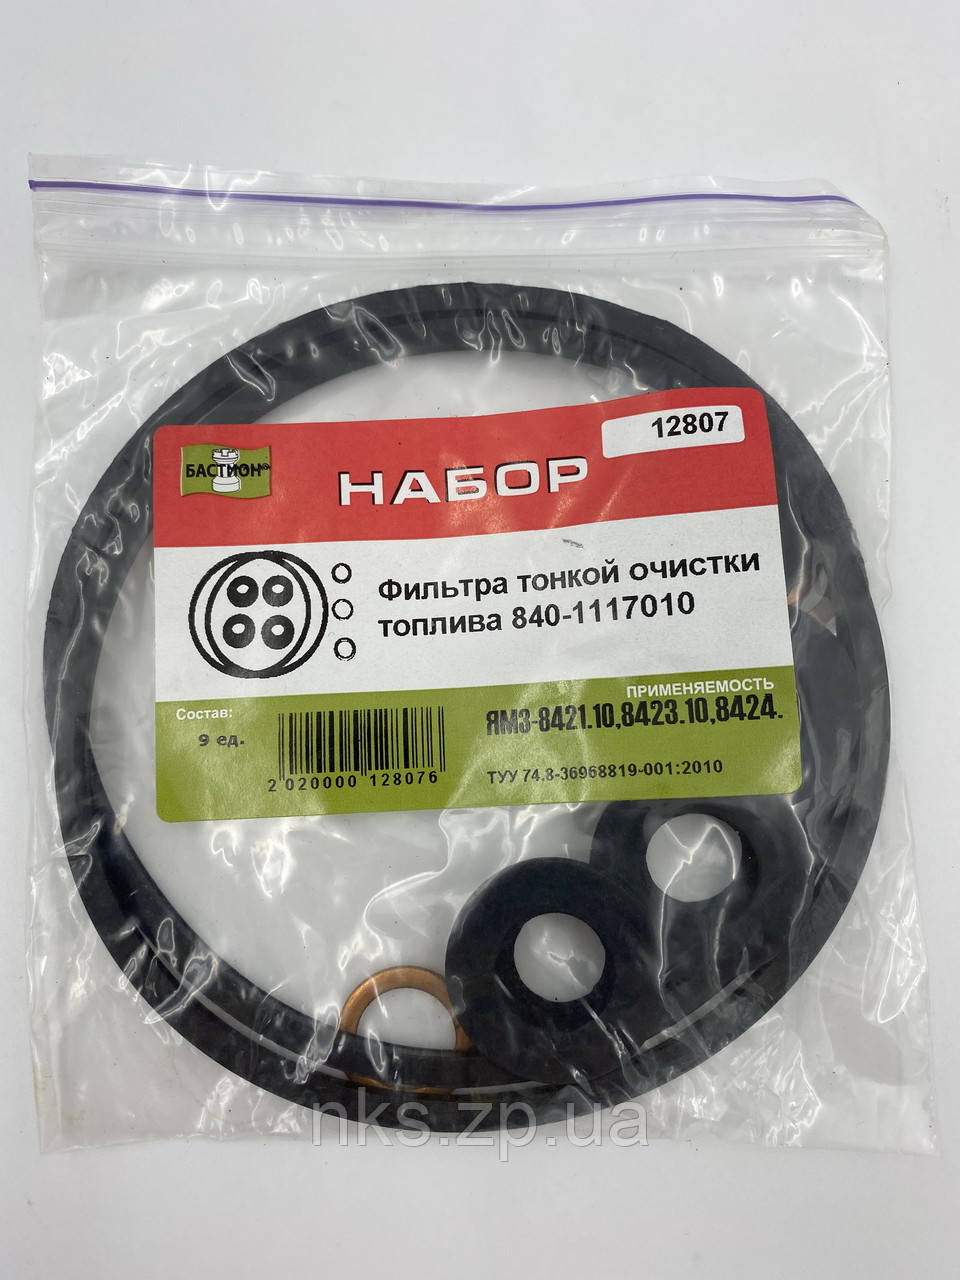 12807
БАСТИОН®
НАБОР
Фильтра тонкой очистки
топлива 840-1117010
ПРИМЕНЯЕМОСТЬ
ЯМЗ-8421.10,8423.10,8424.
Состав:
9 ед.
2 020000 128076
ТУУ 74.8-36968819-001:2010
nks.zp.ua